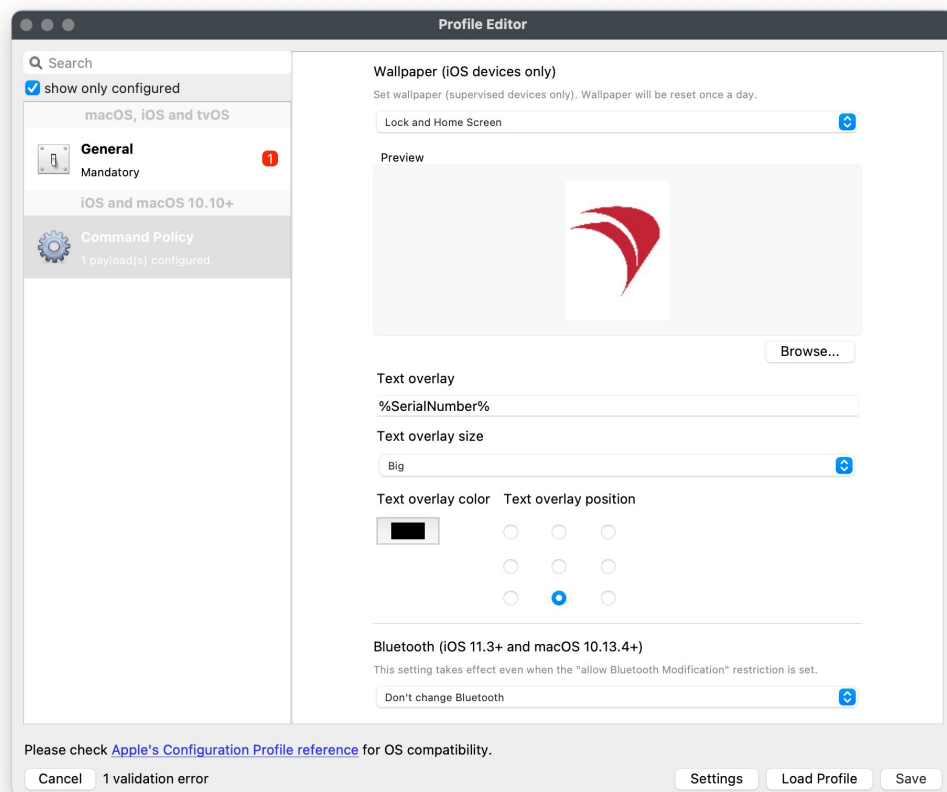 Profile Editor
Search
show only configured
macOS, iOS and tvOS
General
1
Mandatory
iOS and macOS 10.10+
Command Policy
1 payload(s) configured.
Wallpaper (iOS devices only)
Set wallpaper (supervised devices only). Wallpaper will be reset once a day.
Lock and Home Screen
Preview
Browse...
Text overlay
%SerialNumber%
Text overlay size
Big
Text overlay color Text overlay position
Bluetooth (iOS 11.3+ and macOS 10.13.4+)
This setting takes effect even when the "allow Bluetooth Modification" restriction is set.
Don't change Bluetooth
Please check Apple's Configuration Profile reference for OS compatibility.
Cancel 1 validation error Settings Load Profile Save